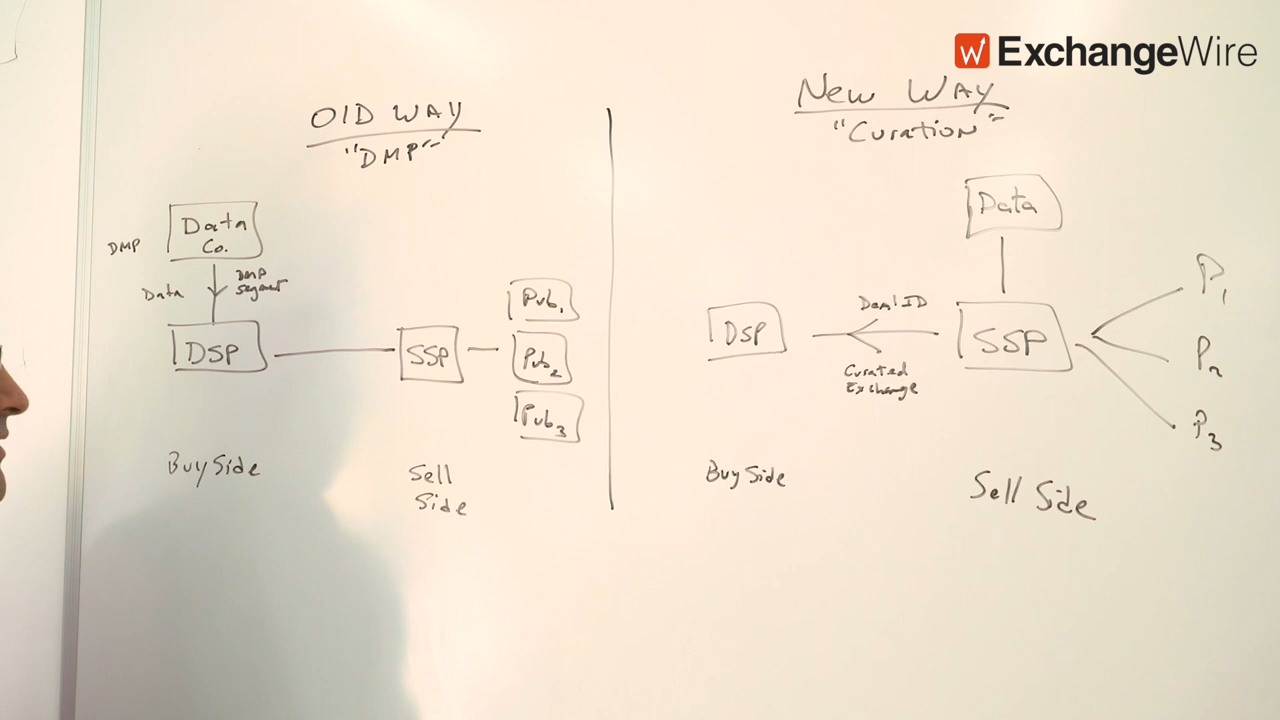 ExchangeWire
OlD WAY
"DMP"
DMP
Data
Co.
Data
DMP
segment
DSP
SSP
Pub1
Pub2
Pub3
Buy Side
Sell
Side
New WAY
"Curation"
Data
DSP
Deal ID
Curated
Exchange
SSP
P1
P2
P3
Buy Side
Sell Side